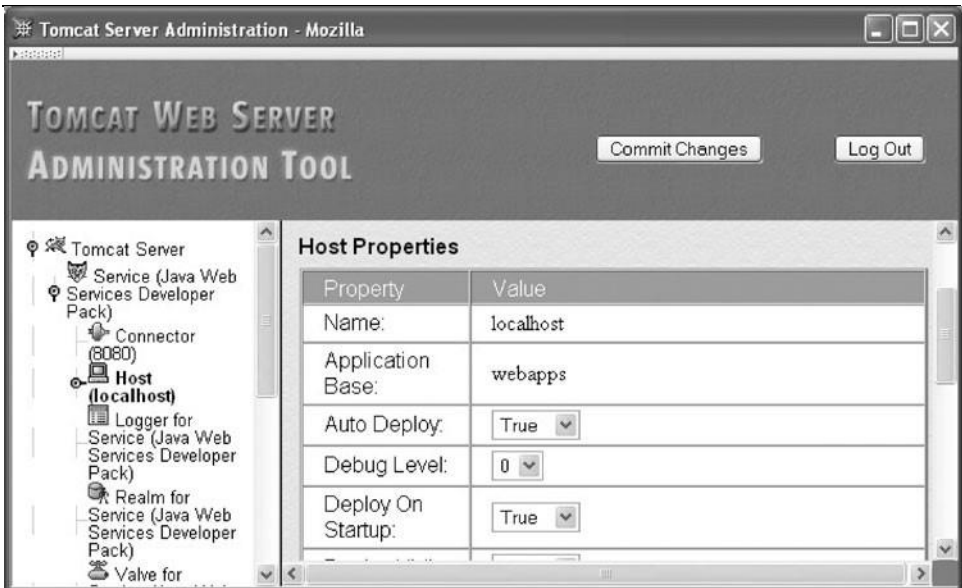 Tomcat Server Administration - Mozilla
TOMCAT WEB SERVER
ADMINISTRATION TOOL
Commit Changes
Log Out
Tomcat Server
Service (Java Web
Services Developer
Pack)
Connector
(8080)
Host
(localhost)
Logger for
Service (Java Web
Services Developer
Pack)
Realm for
Service (Java Web
Services Developer
Pack)
Valve for
Host Properties
Property Value
Name: localhost
Application
Base: webapps
Auto Deploy: True
Debug Level: 0
Deploy On
Startup: True